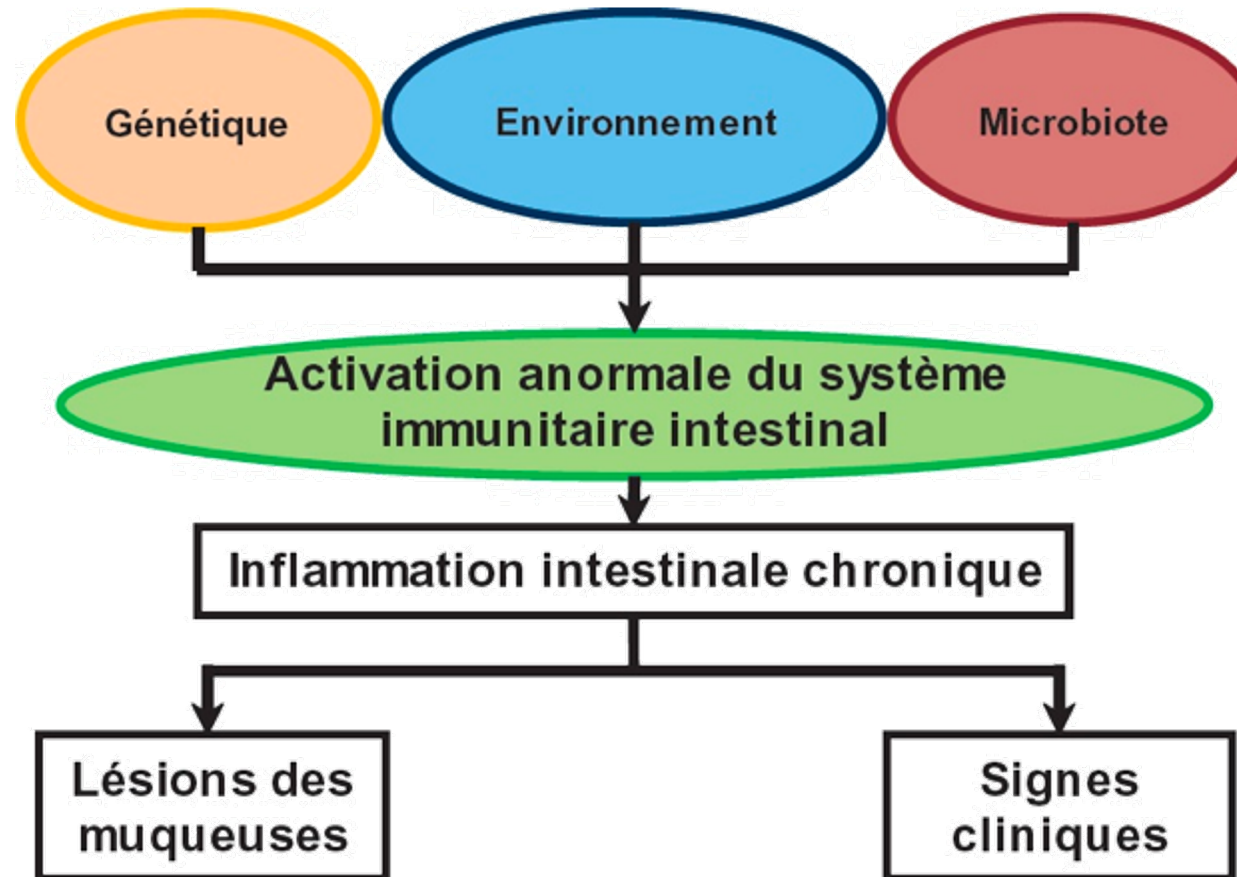 Génétique
Environnement
Microbiote
Activation anormale du système
immunitaire intestinal
Inflammation intestinale chronique
Lésions des
muqueuses
Signes
cliniques